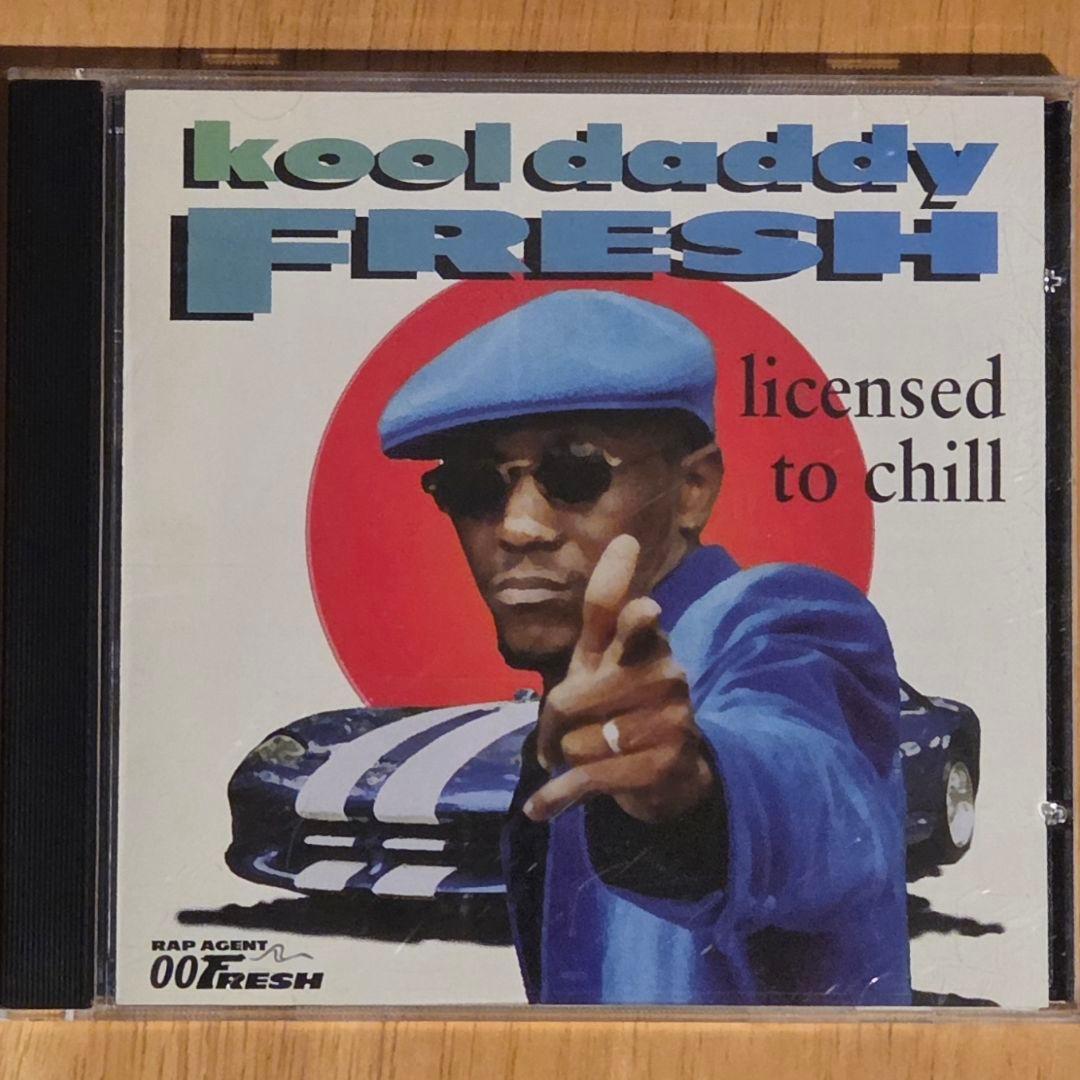 kool daddy
FRESH
licensed
to chill
RAP AGENT
00FRESH